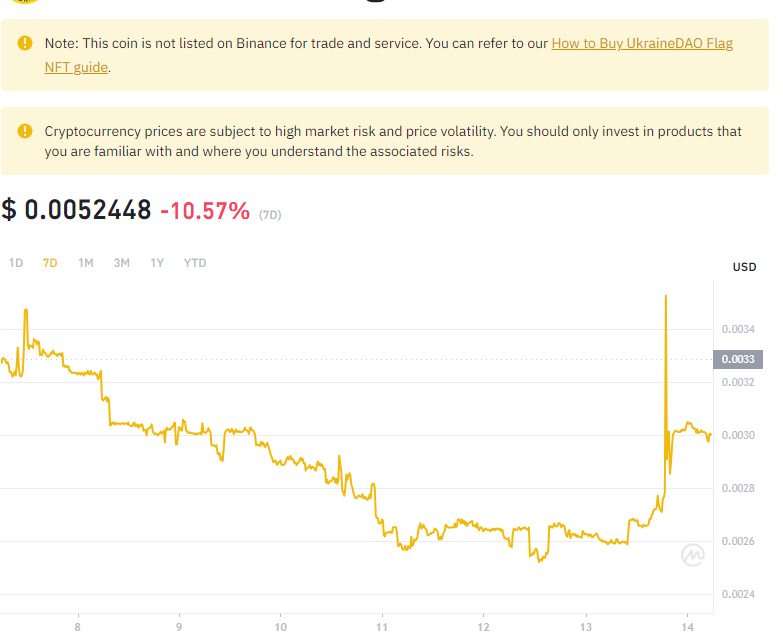 Note: This coin is not listed on Binance for trade and service. You can refer to our How to Buy UkraineDAO Flag
NFT guide.
Cryptocurrency prices are subject to high market risk and price volatility. You should only invest in products that
you are familiar with and where you understand the associated risks.
$ 0.0052448 -10.57% (7D)
1D 7D 1M 3M 1Y YTD
USD
0.0034
0.0033
0.0032
0.0030
0.0028
0.0026
0.0024
8 9 10 11 12 13 14